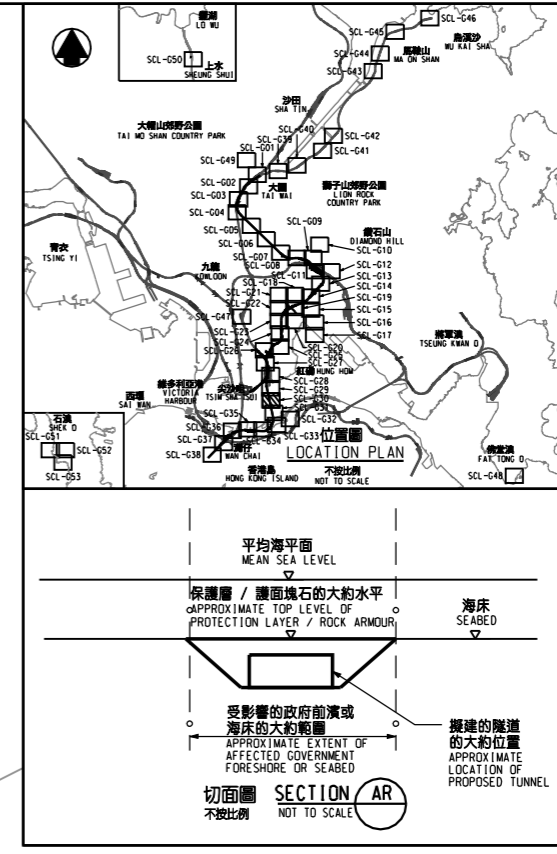 羅湖
LO WU
SCL-G50
上水
SHEUNG SHUI
SCL-G46
SCL-G45
烏溪沙
WU KAI SHA
SCL-G44
馬鞍山
MA ON SHAN
SCL-G43
沙田
SHA TIN
大帽山郊野公園
TAI MO SHAN COUNTRY PARK
SCL-G42
SCL-G40
SCL-G39
SCL-G41
SCL-G01
SCL-G49
大圍
TAI WAI
獅子山郊野公園
LION ROCK
COUNTRY PARK
SCL-G02
SCL-G03
SCL-G04
SCL-G05
SCL-G06
SCL-G07
SCL-G08
SCL-G09
鑽石山
DIAMOND HILL
SCL-G10
SCL-G11
SCL-G12
SCL-G13
SCL-G14
SCL-G18
SCL-G19
SCL-G15
SCL-G16
SCL-G17
青衣
TSING YI
九龍
KOWLOON
SCL-G21
SCL-G22
SCL-G47
SCL-G23
SCL-G24
SCL-G26
SCL-G20
SCL-G25
SCL-G27
將軍澳
TSEUNG KWAN O
紅磡 HUNG HOM
SCL-G28
SCL-G29
SCL-G30
SCL-G31
SCL-G32
SCL-G33
SCL-G34
SCL-G35
SCL-G36
SCL-G37
SCL-G38
西環
SAI WAN
維多利亞港
VICTORIA
HARBOUR
尖沙咀
TSIM SHA TSUI
灣仔
WAN CHAI
香港島
HONG KONG ISLAND
石澳
SHEK O
SCL-G51
SCL-G52
SCL-G53
佛堂澳
FAT TONG O
SCL-G48
位置圖
LOCATION PLAN
不按比例
NOT TO SCALE
平均海平面
MEAN SEA LEVEL
保護層 / 護面塊石的大約水平
APPROXIMATE TOP LEVEL OF
PROTECTION LAYER / ROCK ARMOUR
海床
SEABED
受影響的政府前濱或
海床的大約範圍
APPROXIMATE EXTENT OF
AFFECTED GOVERNMENT
FORESHORE OR SEABED
擬建的隧道
的大約位置
APPROXIMATE
LOCATION OF
PROPOSED TUNNEL
切面圖 SECTION AR
不按比例 NOT TO SCALE